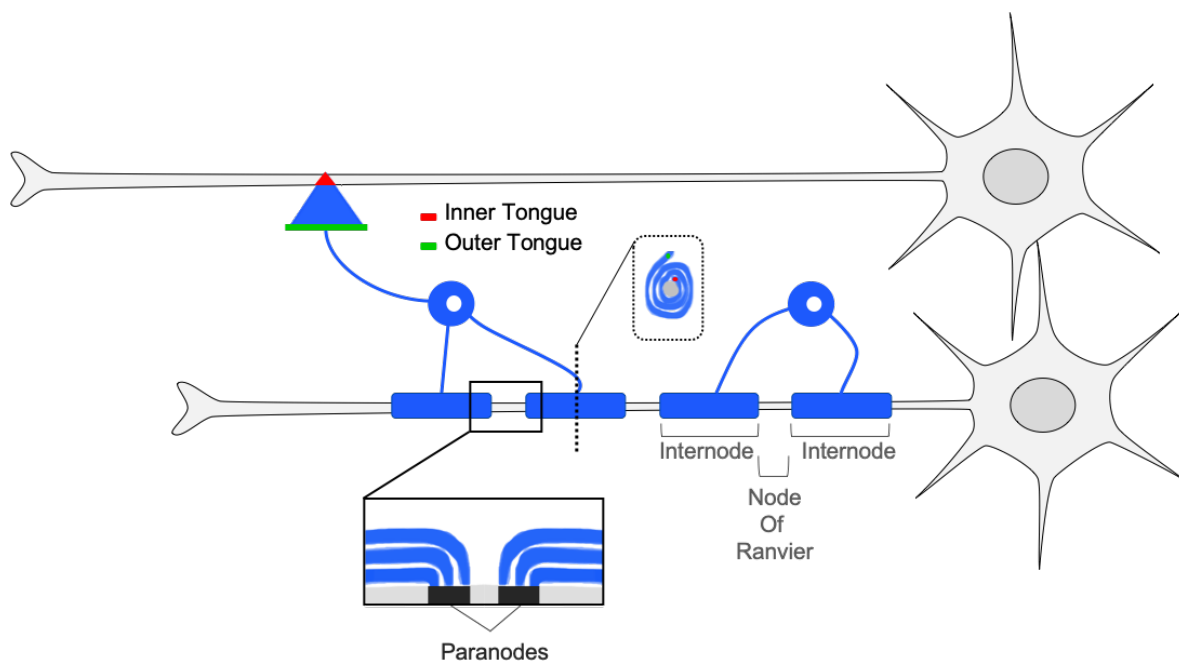 Inner Tongue
Outer Tongue
Internode
Internode
Node
Of
Ranvier
Paranodes